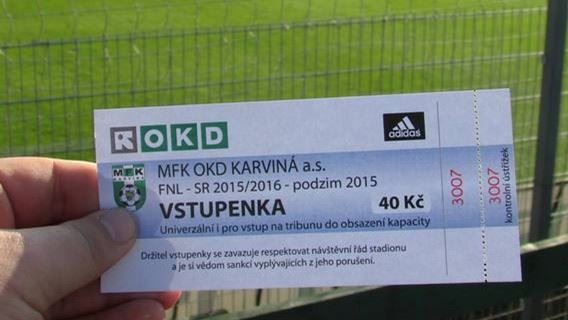 OKD
adidas
MFK OKD KARVINÁ a.s.
MFK
KARVINÁ
FNL - SR 2015/2016 - podzim 2015
VSTUPENKA
40 Kč
Univerzální i pro vstup na tribunu do obsazení kapacity
Držitel vstupenky se zavazuje respektovat návštěvní řád stadionu
a je si vědom sankcí vyplývajících z jeho porušení.
3007
3007
kontrolní ústřižek